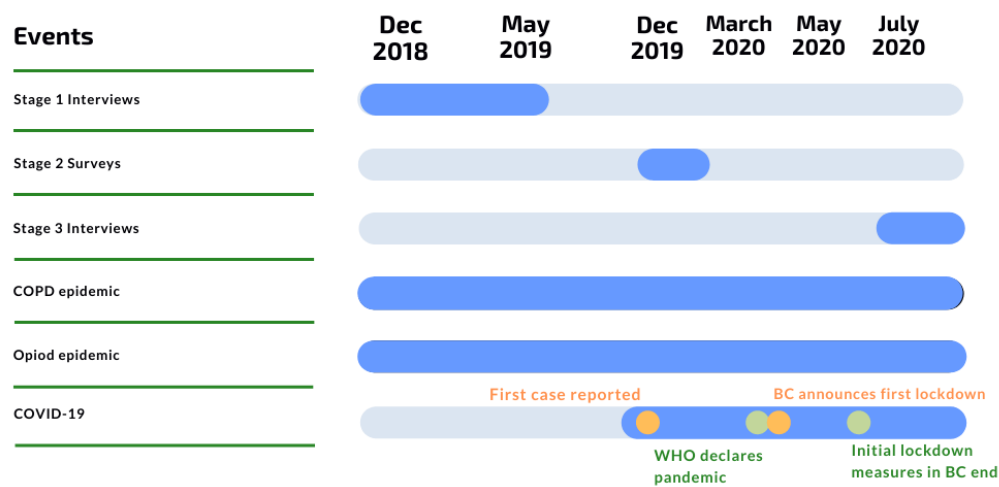 Events
Dec
2018
May
2019
Dec
2019
March
2020
May
2020
July
2020
Stage 1 Interviews
Stage 2 Surveys
Stage 3 Interviews
COPD epidemic
Opiod epidemic
COVID-19
First case reported
BC announces first lockdown
WHO declares
pandemic
Initial lockdown
measures in BC end